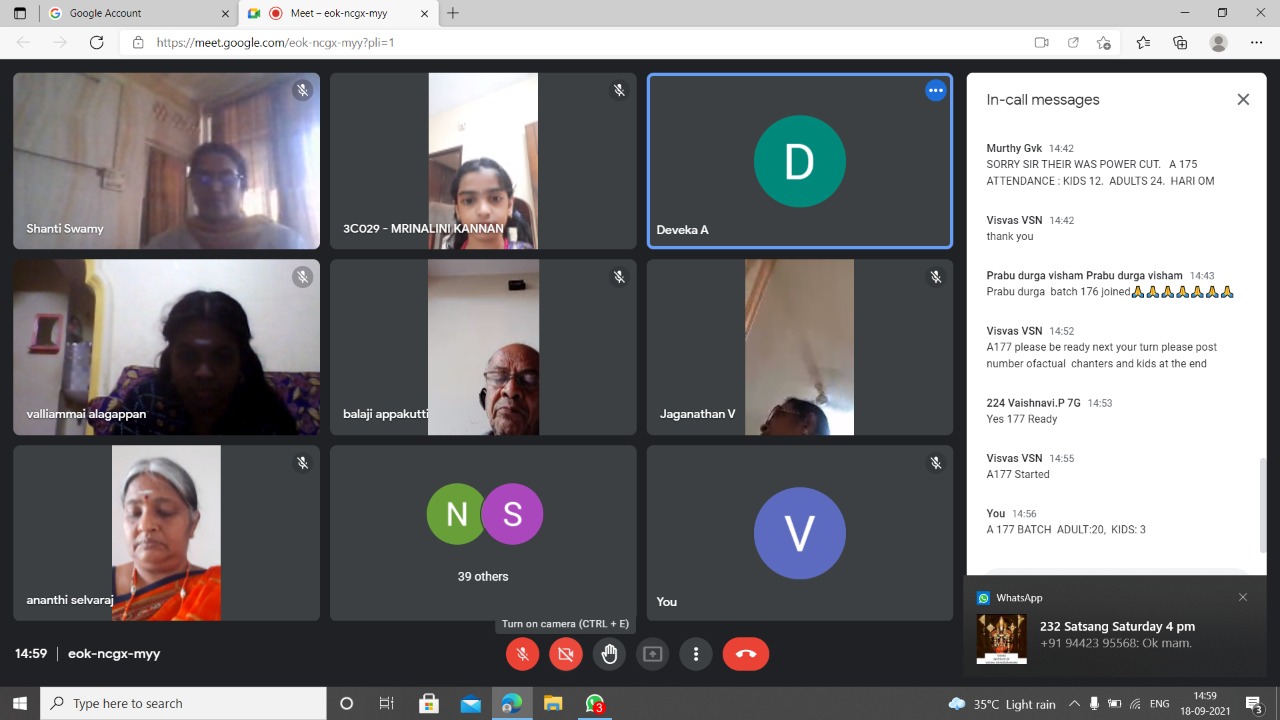 Google Account
Meet – eok-ncgx-myy
https://meet.google.com/eok-ncgx-myy?pli=1
Shanti Swamy
3C029 - MRINALINI KANNAN
D
Deveka A
valliammai alagappan
balaji appakutti
Jaganathan V
ananthi selvaraj
N S
39 others
V
You
Turn on camera (CTRL + E)
14:59 | eok-ncgx-myy
In-call messages
Murthy Gvk 14:42
SORRY SIR THEIR WAS POWER CUT. A 175
ATTENDANCE : KIDS 12. ADULTS 24. HARI OM
Visvas VSN 14:42
thank you
Prabu durga visham Prabu durga visham 14:43
Prabu durga batch 176 joined🙏🙏🙏🙏🙏🙏🙏
Visvas VSN 14:52
A177 please be ready next your turn please post
number ofactual chanters and kids at the end
224 Vaishnavi.P 7G 14:53
Yes 177 Ready
Visvas VSN 14:55
A177 Started
You 14:56
A 177 BATCH ADULT:20, KIDS: 3
WhatsApp
232 Satsang Saturday 4 pm
+91 94423 95568: Ok mam.
Type here to search
3
35°C Light rain
ENG
14:59
18-09-2021
3